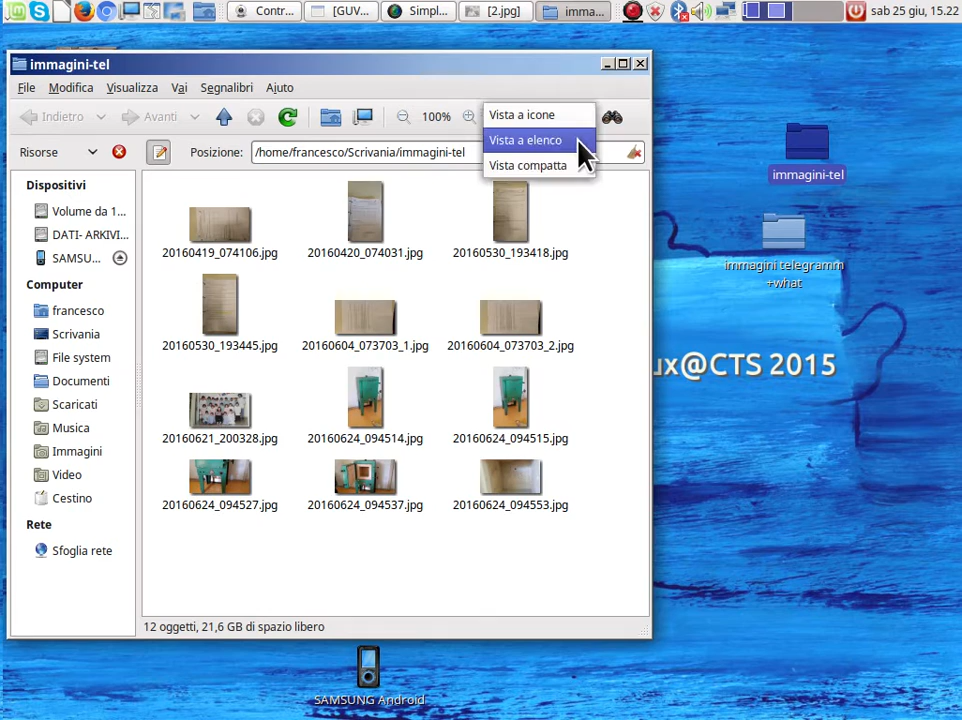 Contr...
[GUV...
Simpl...
[2.jpg]
imma...
sab 25 giu, 15.22
immagini-tel
File Modifica Visualizza Vai Segnalibri Aiuto
Indietro Avanti 100%
Vista a icone
Vista a elenco
Vista compatta
Risorse Posizione: /home/francesco/Scrivania/immagini-tel
Dispositivi
Volume da 1...
DATI- ARKIVI...
SAMSU...
Computer
francesco
Scrivania
File system
Documenti
Scaricati
Musica
Immagini
Video
Cestino
Rete
Sfoglia rete
20160419_074106.jpg 20160420_074031.jpg 20160530_193418.jpg
20160530_193445.jpg 20160604_073703_1.jpg 20160604_073703_2.jpg
20160621_200328.jpg 20160624_094514.jpg 20160624_094515.jpg
20160624_094527.jpg 20160624_094537.jpg 20160624_094553.jpg
12 oggetti, 21,6 GB di spazio libero
immagini-tel
immagini telegramm
+what
ux@CTS 2015
SAMSUNG Android